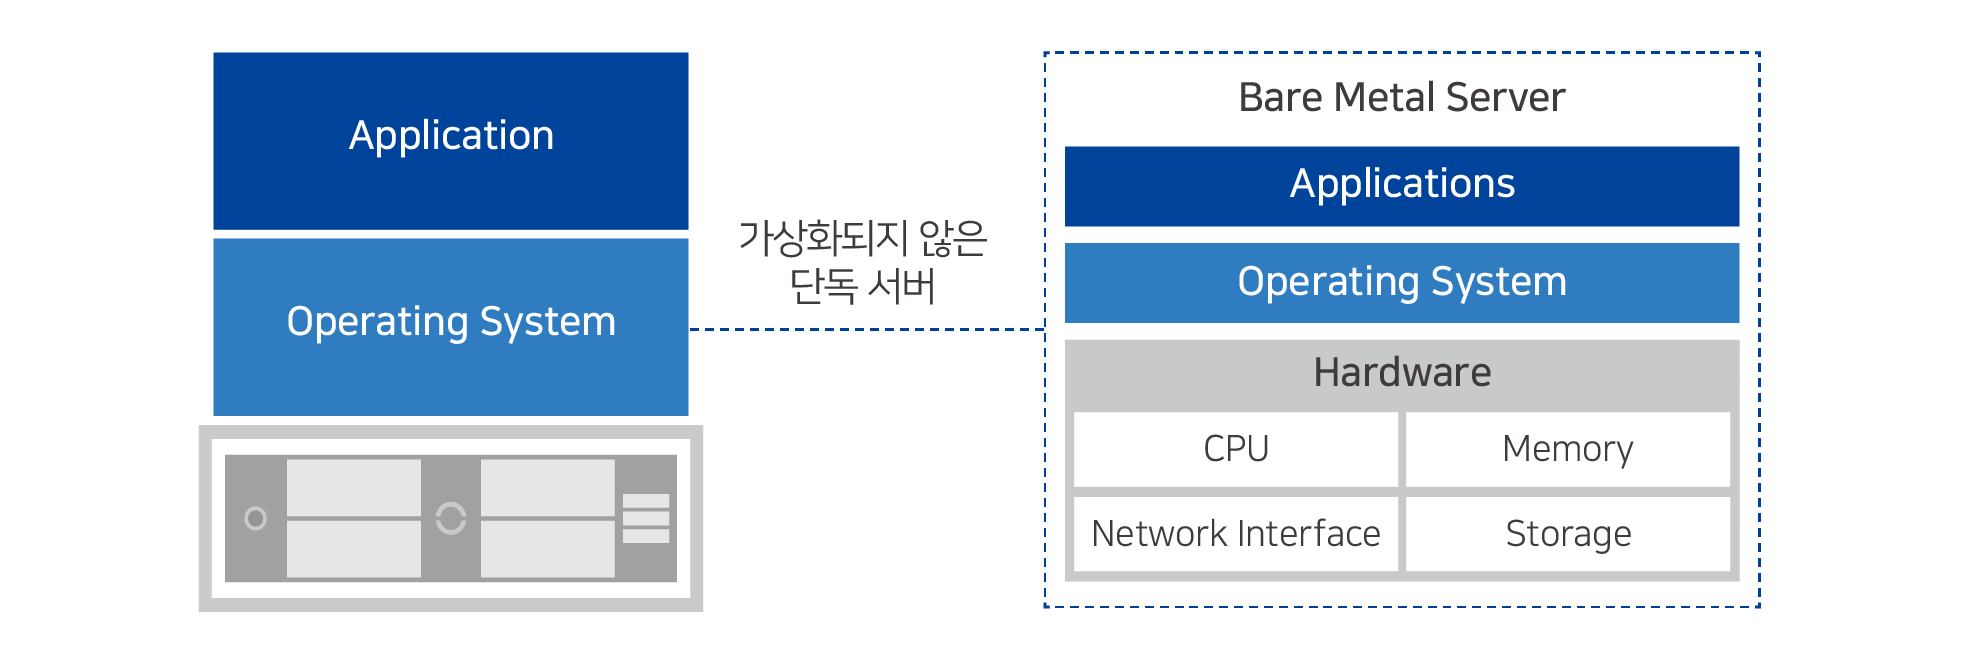 Application
Operating System
가상화되지 않은
단독 서버
Bare Metal Server
Applications
Operating System
Hardware
CPU
Memory
Network Interface
Storage